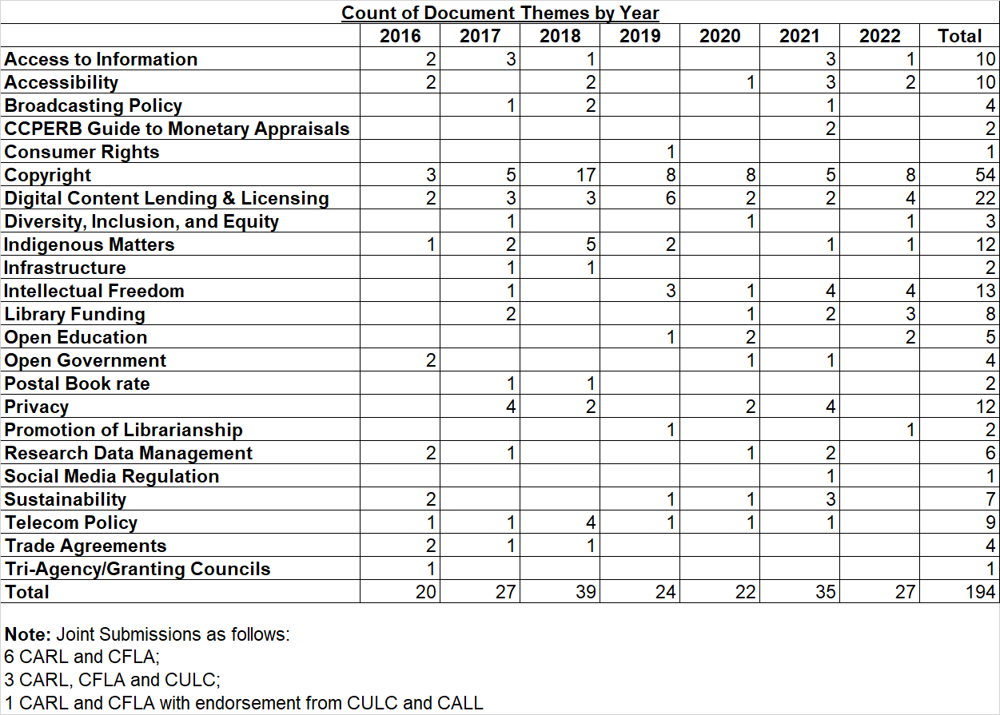 Count of Document Themes by Year
2016 2017 2018 2019 2020 2021 2022 Total
Access to Information 2 3 1 3 1 10
Accessibility 2 2 1 3 2 10
Broadcasting Policy 1 2 1 4
CCPERB Guide to Monetary Appraisals 2 2
Consumer Rights 1 1
Copyright 3 5 17 8 8 5 8 54
Digital Content Lending & Licensing 2 3 3 6 2 2 4 22
Diversity, Inclusion, and Equity 1 1 1 3
Indigenous Matters 1 2 5 2 1 1 12
Infrastructure 1 1 2
Intellectual Freedom 1 3 1 4 4 13
Library Funding 2 1 2 3 8
Open Education 1 2 2 5
Open Government 2 1 1 4
Postal Book rate 1 1 2
Privacy 4 2 2 4 12
Promotion of Librarianship 1 1 2
Research Data Management 2 1 1 2 6
Social Media Regulation 1 1
Sustainability 2 1 1 3 7
Telecom Policy 1 1 4 1 1 1 9
Trade Agreements 2 1 1 4
Tri-Agency/Granting Councils 1 1
Total 20 27 39 24 22 35 27 194
Note: Joint Submissions as follows:
6 CARL and CFLA;
3 CARL, CFLA and CULC;
1 CARL and CFLA with endorsement from CULC and CALL